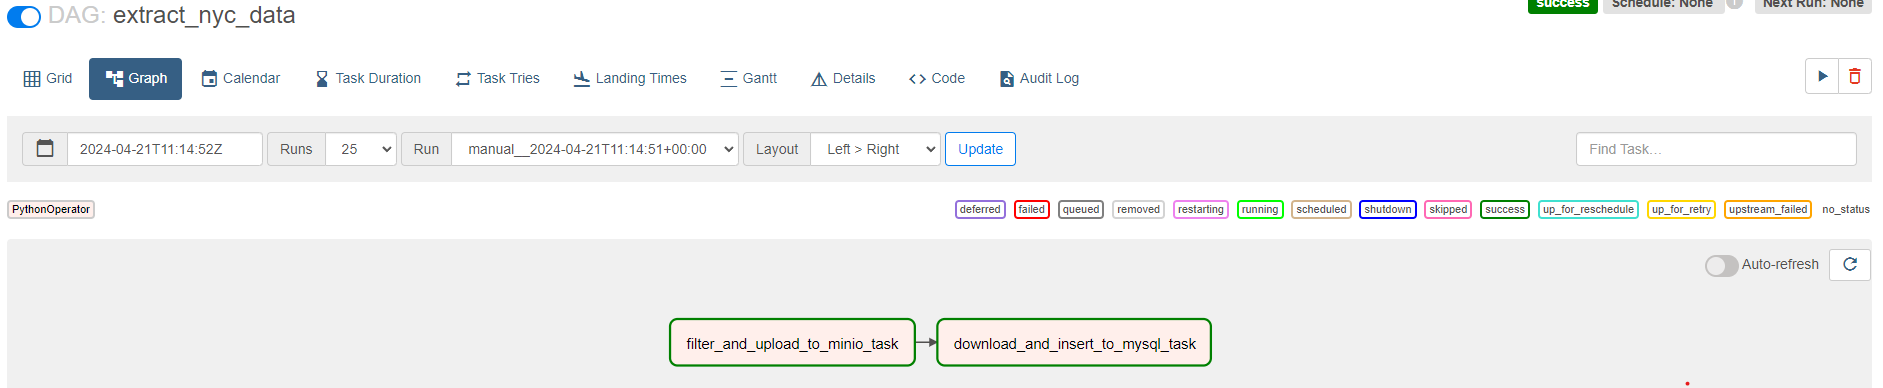 DAG: extract_nyc_data
success Schedule: None Next Run: None
Grid Graph Calendar Task Duration Task Tries Landing Times Gantt Details Code Audit Log
2024-04-21T11:14:52Z Runs 25 Run manual__2024-04-21T11:14:51+00:00 Layout Left > Right Update Find Task...
PythonOperator deferred failed queued removed restarting running scheduled shutdown skipped success up_for_reschedule up_for_retry upstream_failed no_status
Auto-refresh
filter_and_upload_to_minio_task download_and_insert_to_mysql_task